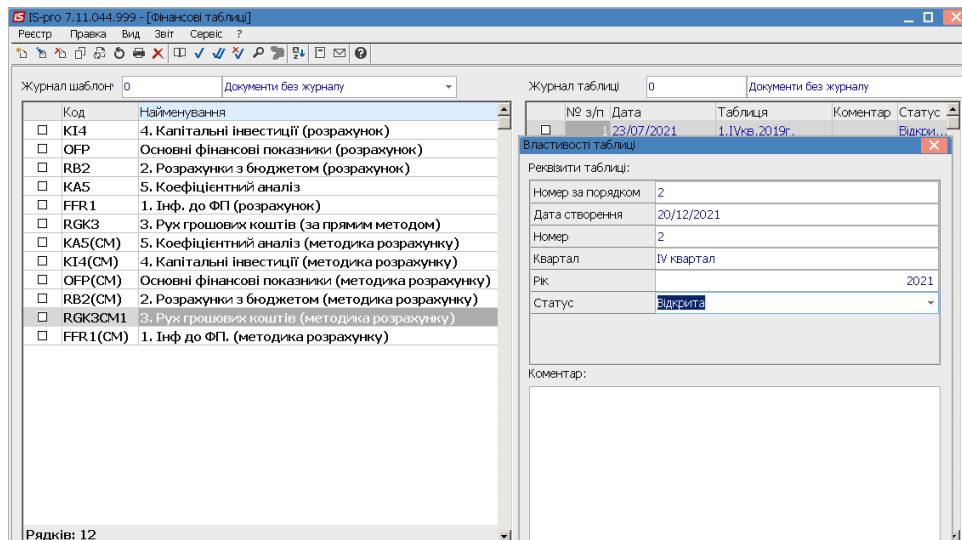 IS-pro 7.11.044.999 - [Фінансові таблиці]
Реєстр Правка Вид Звіт Сервіс ?
Журнал шаблон 0 Документи без журналу
Журнал таблиці 0 Документи без журналу
Код Найменування
KI4 4. Капітальні інвестиції (розрахунок)
OFP Основні фінансові показники (розрахунок)
RB2 2. Розрахунки з бюджетом (розрахунок)
KA5 5. Коефіцієнтний аналіз
FFR1 1. Інф. до ФП (розрахунок)
RGK3 3. Рух грошових коштів (за прямим методом)
KA5(CM) 5. Коефіцієнтний аналіз (методика розрахунку)
KI4(CM) 4. Капітальні інвестиції (методика розрахунку)
OFP(CM) Основні фінансові показники (методика розрахунку)
RB2(CM) 2. Розрахунки з бюджетом (методика розрахунку)
RGK3CM1 3. Рух грошових коштів (методика розрахунку)
FFR1(CM) 1. Інф до ФП. (методика розрахунку)
Рядків: 12
№ з/п Дата Таблиця Коментар Статус
1 23/07/2021 1.IVкв.2019г. Відкри...
Властивості таблиці
Реквізити таблиці:
Номер за порядком 2
Дата створення 20/12/2021
Номер 2
Квартал IV квартал
Рік 2021
Статус Відкрита
Коментар: